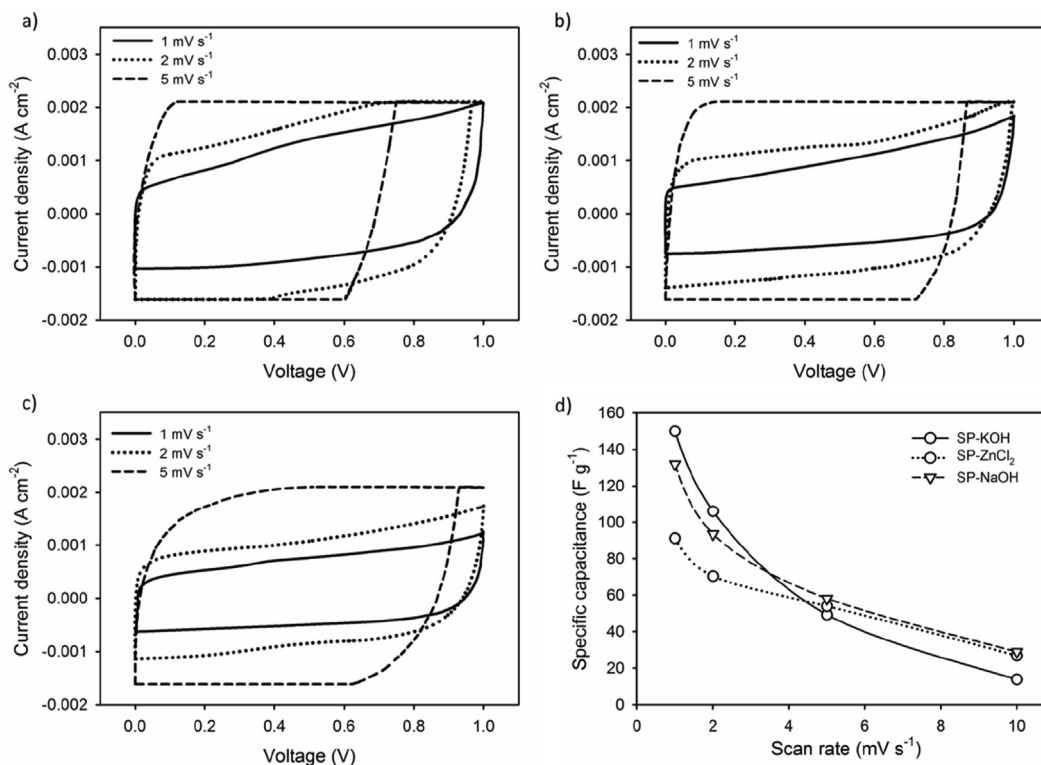 a)
1 mV s⁻¹
2 mV s⁻¹
5 mV s⁻¹
Current density (A cm⁻²)
0.003
0.002
0.001
0.000
-0.001
-0.002
0.0 0.2 0.4 0.6 0.8 1.0
Voltage (V)
b)
1 mV s⁻¹
2 mV s⁻¹
5 mV s⁻¹
Current density (A cm⁻²)
0.003
0.002
0.001
0.000
-0.001
-0.002
0.0 0.2 0.4 0.6 0.8 1.0
Voltage (V)
c)
1 mV s⁻¹
2 mV s⁻¹
5 mV s⁻¹
Current density (A cm⁻²)
0.003
0.002
0.001
0.000
-0.001
-0.002
0.0 0.2 0.4 0.6 0.8 1.0
Voltage (V)
d)
SP-KOH
SP-ZnCl₂
SP-NaOH
Specific capacitance (F g⁻¹)
160
140
120
100
80
60
40
20
0
0 2 4 6 8 10
Scan rate (mV s⁻¹)